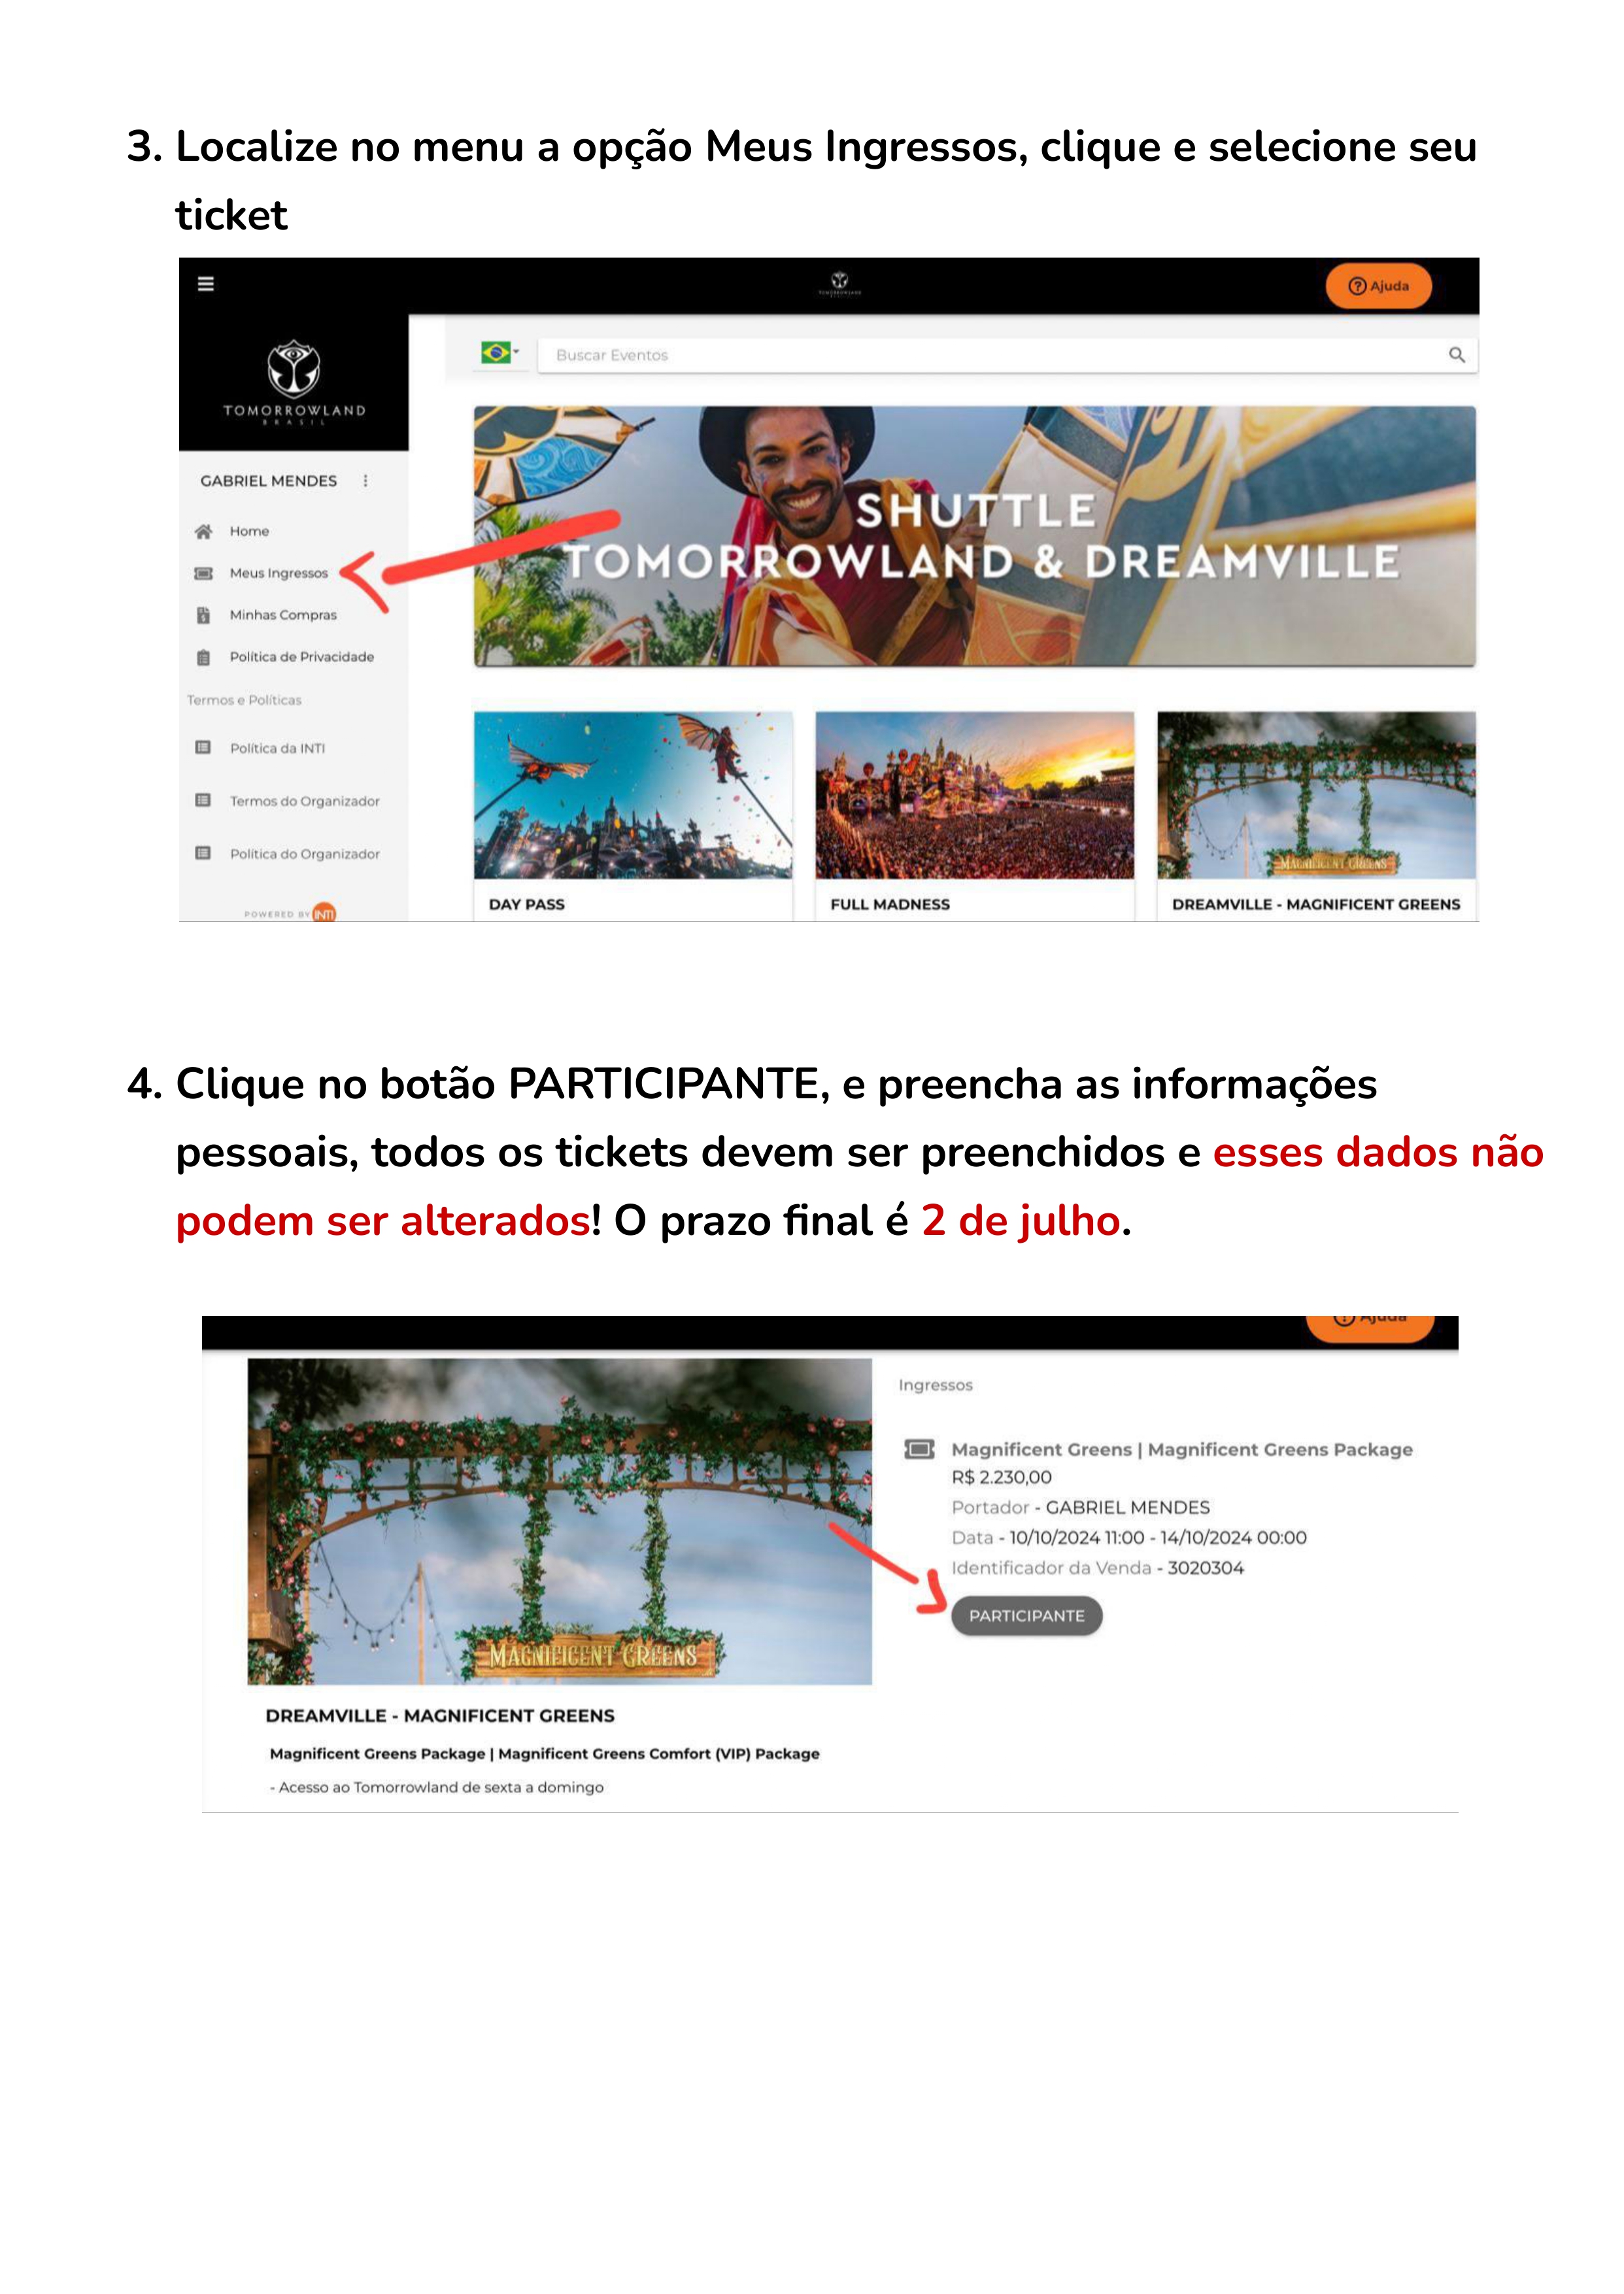 3. Localize no menu a opção Meus Ingressos, clique e selecione seu
ticket
Ajuda
TOMORROWLAND
BRASIL
Buscar Eventos
GABRIEL MENDES
Home
Meus Ingressos
Minhas Compras
Política de Privacidade
Termos e Políticas
Política da INTI
Termos do Organizador
Política do Organizador
POWERED BY INTI
SHUTTLE
TOMORROWLAND & DREAMVILLE
MAGNIFICENT GREENS
DAY PASS
FULL MADNESS
DREAMVILLE - MAGNIFICENT GREENS
4. Clique no botão PARTICIPANTE, e preencha as informações
pessoais, todos os tickets devem ser preenchidos e esses dados não
podem ser alterados! O prazo final é 2 de julho.
Ajuda
MAGNIFICENT GREENS
DREAMVILLE - MAGNIFICENT GREENS
Magnificent Greens Package | Magnificent Greens Comfort (VIP) Package
- Acesso ao Tomorrowland de sexta a domingo
Ingressos
Magnificent Greens | Magnificent Greens Package
R$ 2.230,00
Portador - GABRIEL MENDES
Data - 10/10/2024 11:00 - 14/10/2024 00:00
Identificador da Venda - 3020304
PARTICIPANTE